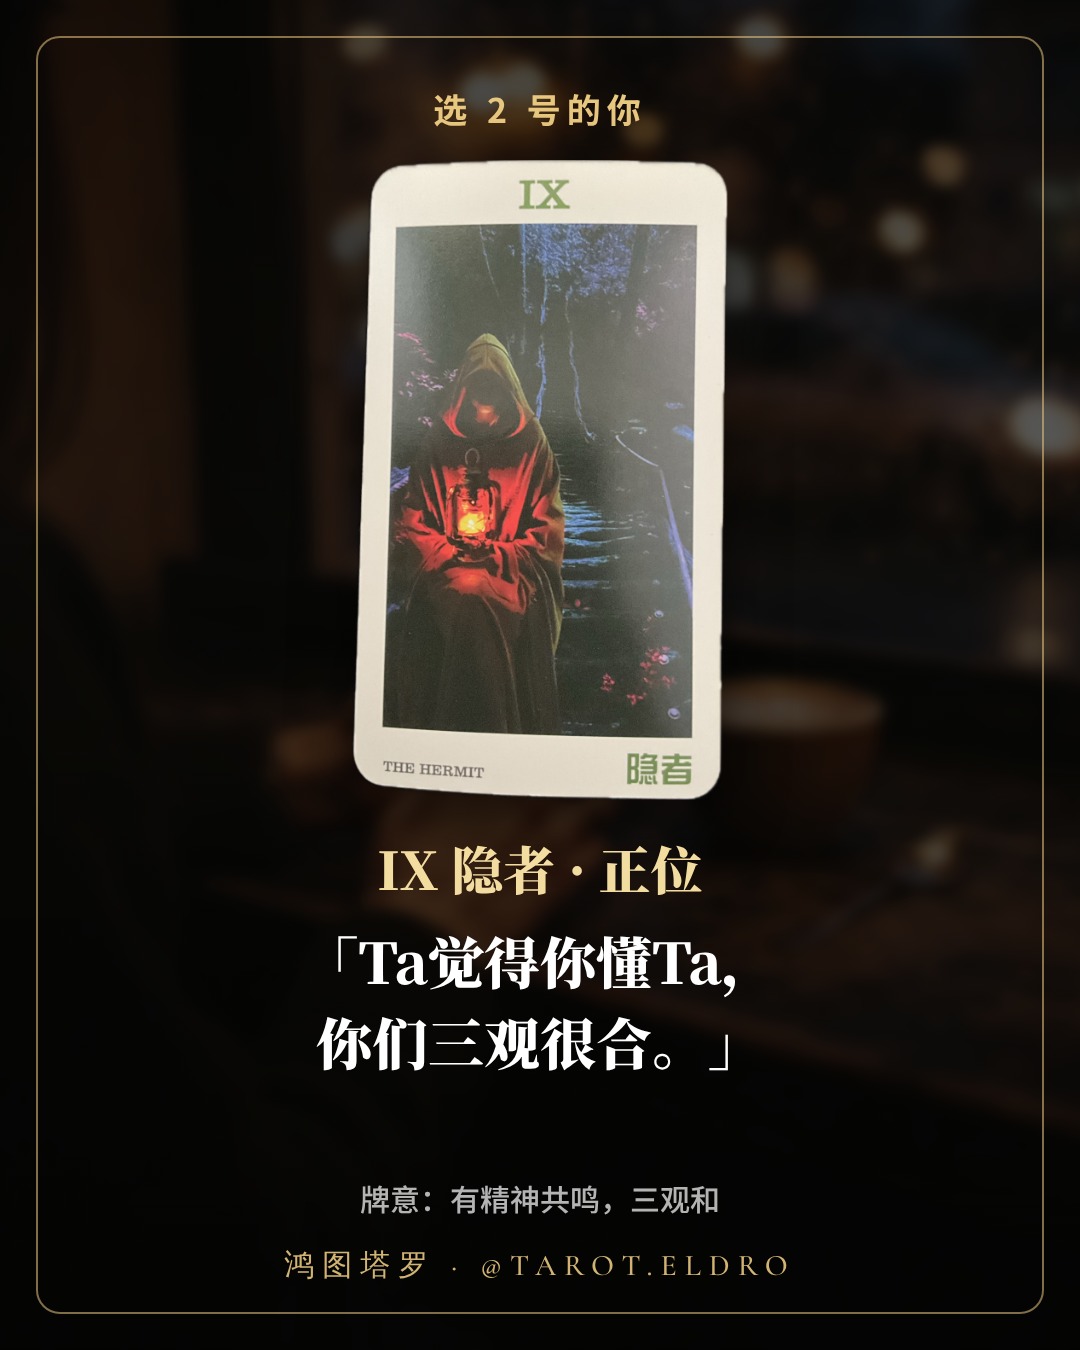 选 2 号的你
IX
THE HERMIT
隐者
IX 隐者 · 正位
「Ta觉得你懂Ta,
你们三观很合。」
牌意：有精神共鸣，三观和
鸿图塔罗 · @TAROT.ELDRO